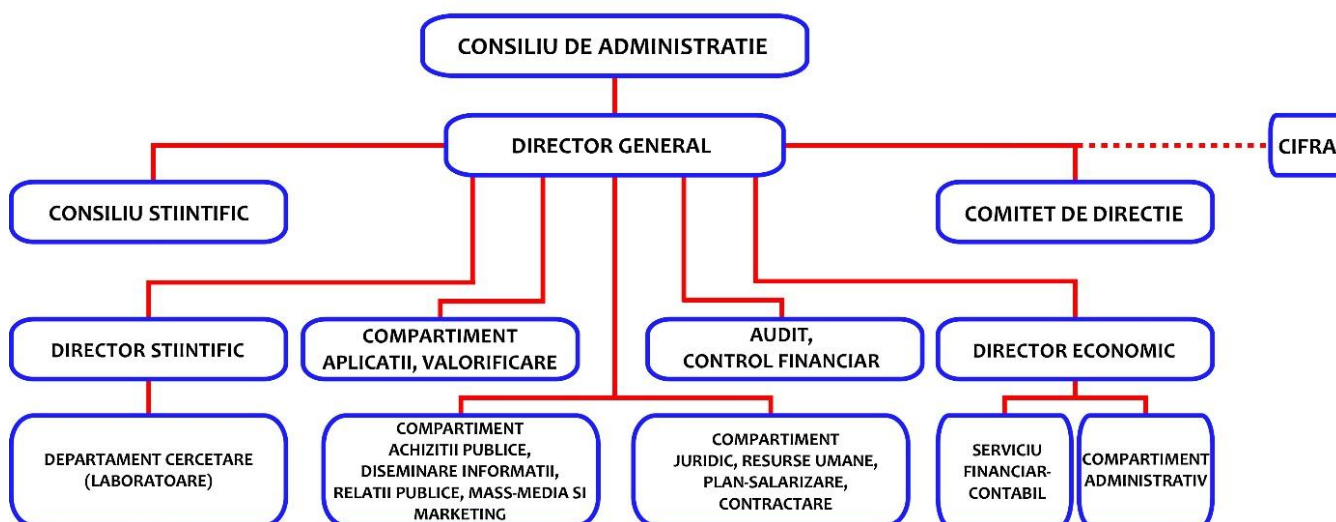 CONSILIU DE ADMINISTRATIE
DIRECTOR GENERAL
CIFRA
CONSILIU STIINTIFIC
COMITET DE DIRECTIE
DIRECTOR STIINTIFIC
COMPARTIMENT
APLICATII, VALORIFICARE
AUDIT,
CONTROL FINANCIAR
DIRECTOR ECONOMIC
DEPARTAMENT CERCETARE
(LABORATOARE)
COMPARTIMENT
ACHIZITII PUBLICE,
DISEMINARE INFORMATII,
RELATII PUBLICE, MASS-MEDIA SI
MARKETING
COMPARTIMENT
JURIDIC, RESURSE UMANE,
PLAN-SALARIZARE,
CONTRACTARE
SERVICIU
FINANCIAR-
CONTABIL
COMPARTIMENT
ADMINISTRATIV